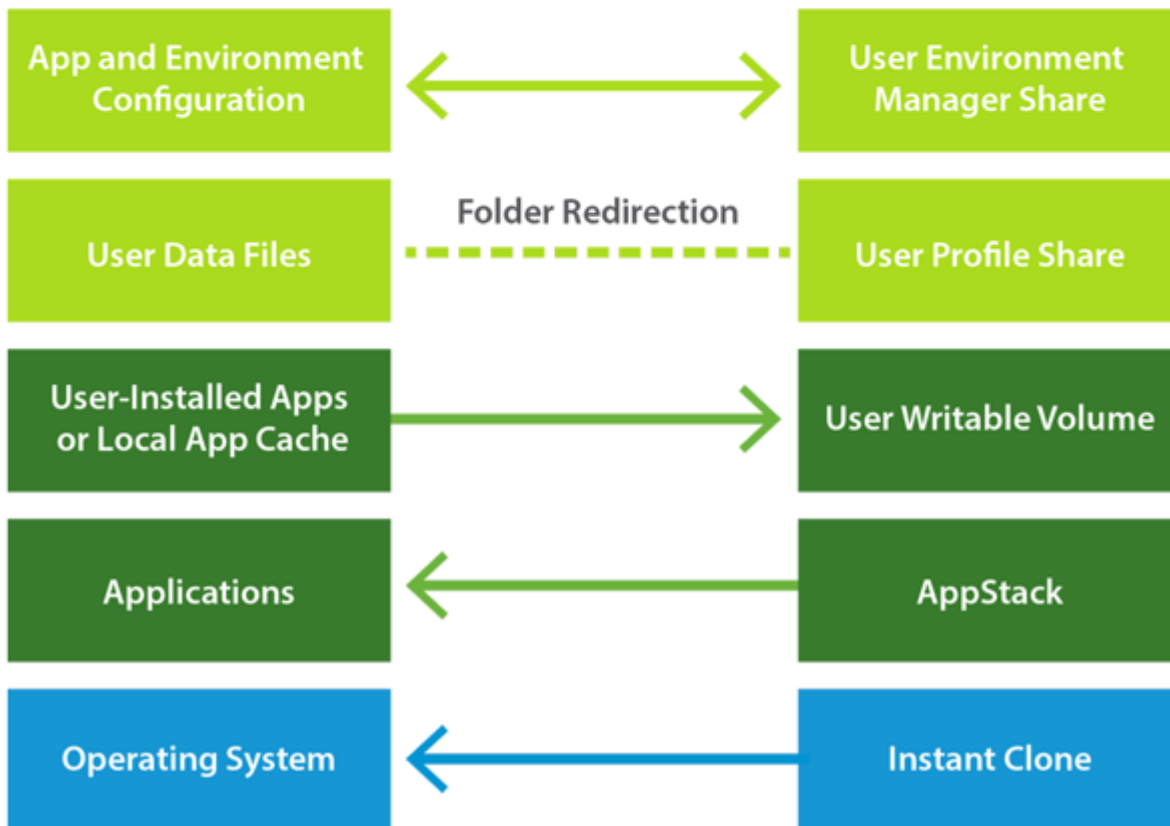 App and Environment
Configuration
User Environment
Manager Share
Folder Redirection
User Data Files
User Profile Share
User-Installed Apps
or Local App Cache
User Writable Volume
Applications
AppStack
Operating System
Instant Clone